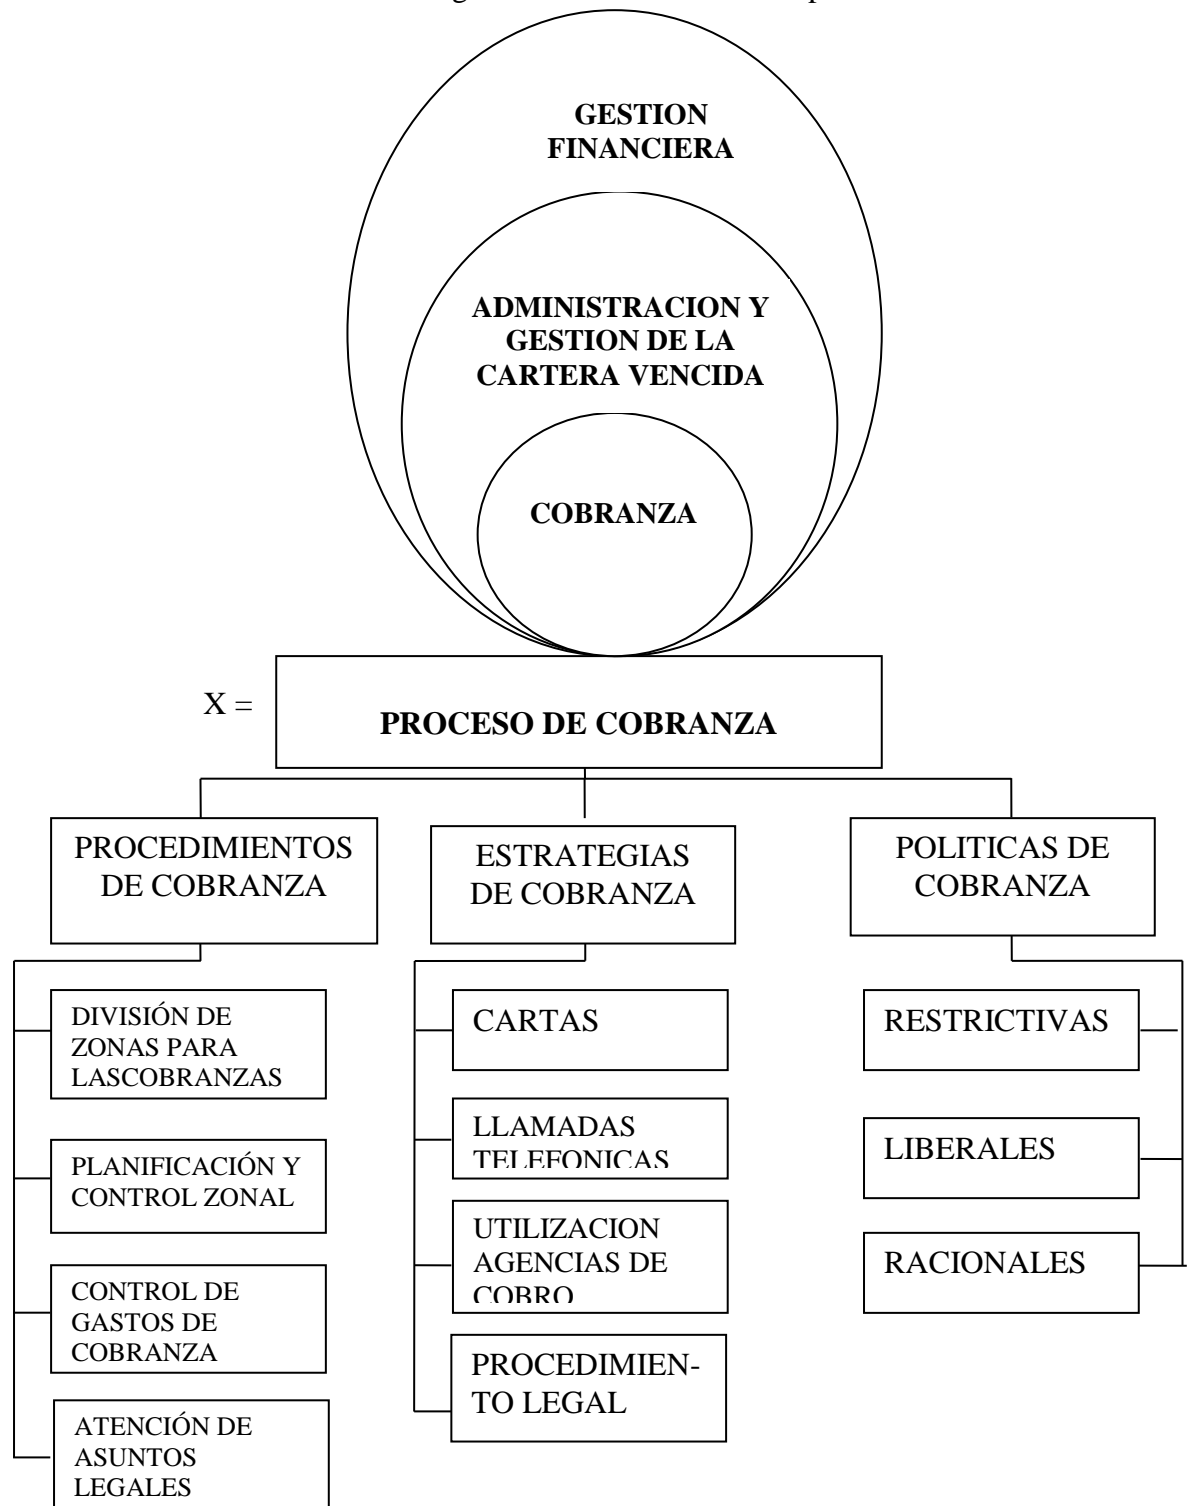 GESTION
FINANCIERA
ADMINISTRACION Y
GESTION DE LA
CARTERA VENCIDA
COBRANZA
X =
PROCESO DE COBRANZA
PROCEDIMIENTOS
DE COBRANZA
ESTRATEGIAS
DE COBRANZA
POLITICAS DE
COBRANZA
DIVISIÓN DE
ZONAS PARA
LASCOBRANZAS
PLANIFICACIÓN Y
CONTROL ZONAL
CONTROL DE
GASTOS DE
COBRANZA
ATENCIÓN DE
ASUNTOS
LEGALES
CARTAS
LLAMADAS
TELEFONICAS
UTILIZACION
AGENCIAS DE
COBRO
PROCEDIMIEN-
TO LEGAL
RESTRICTIVAS
LIBERALES
RACIONALES